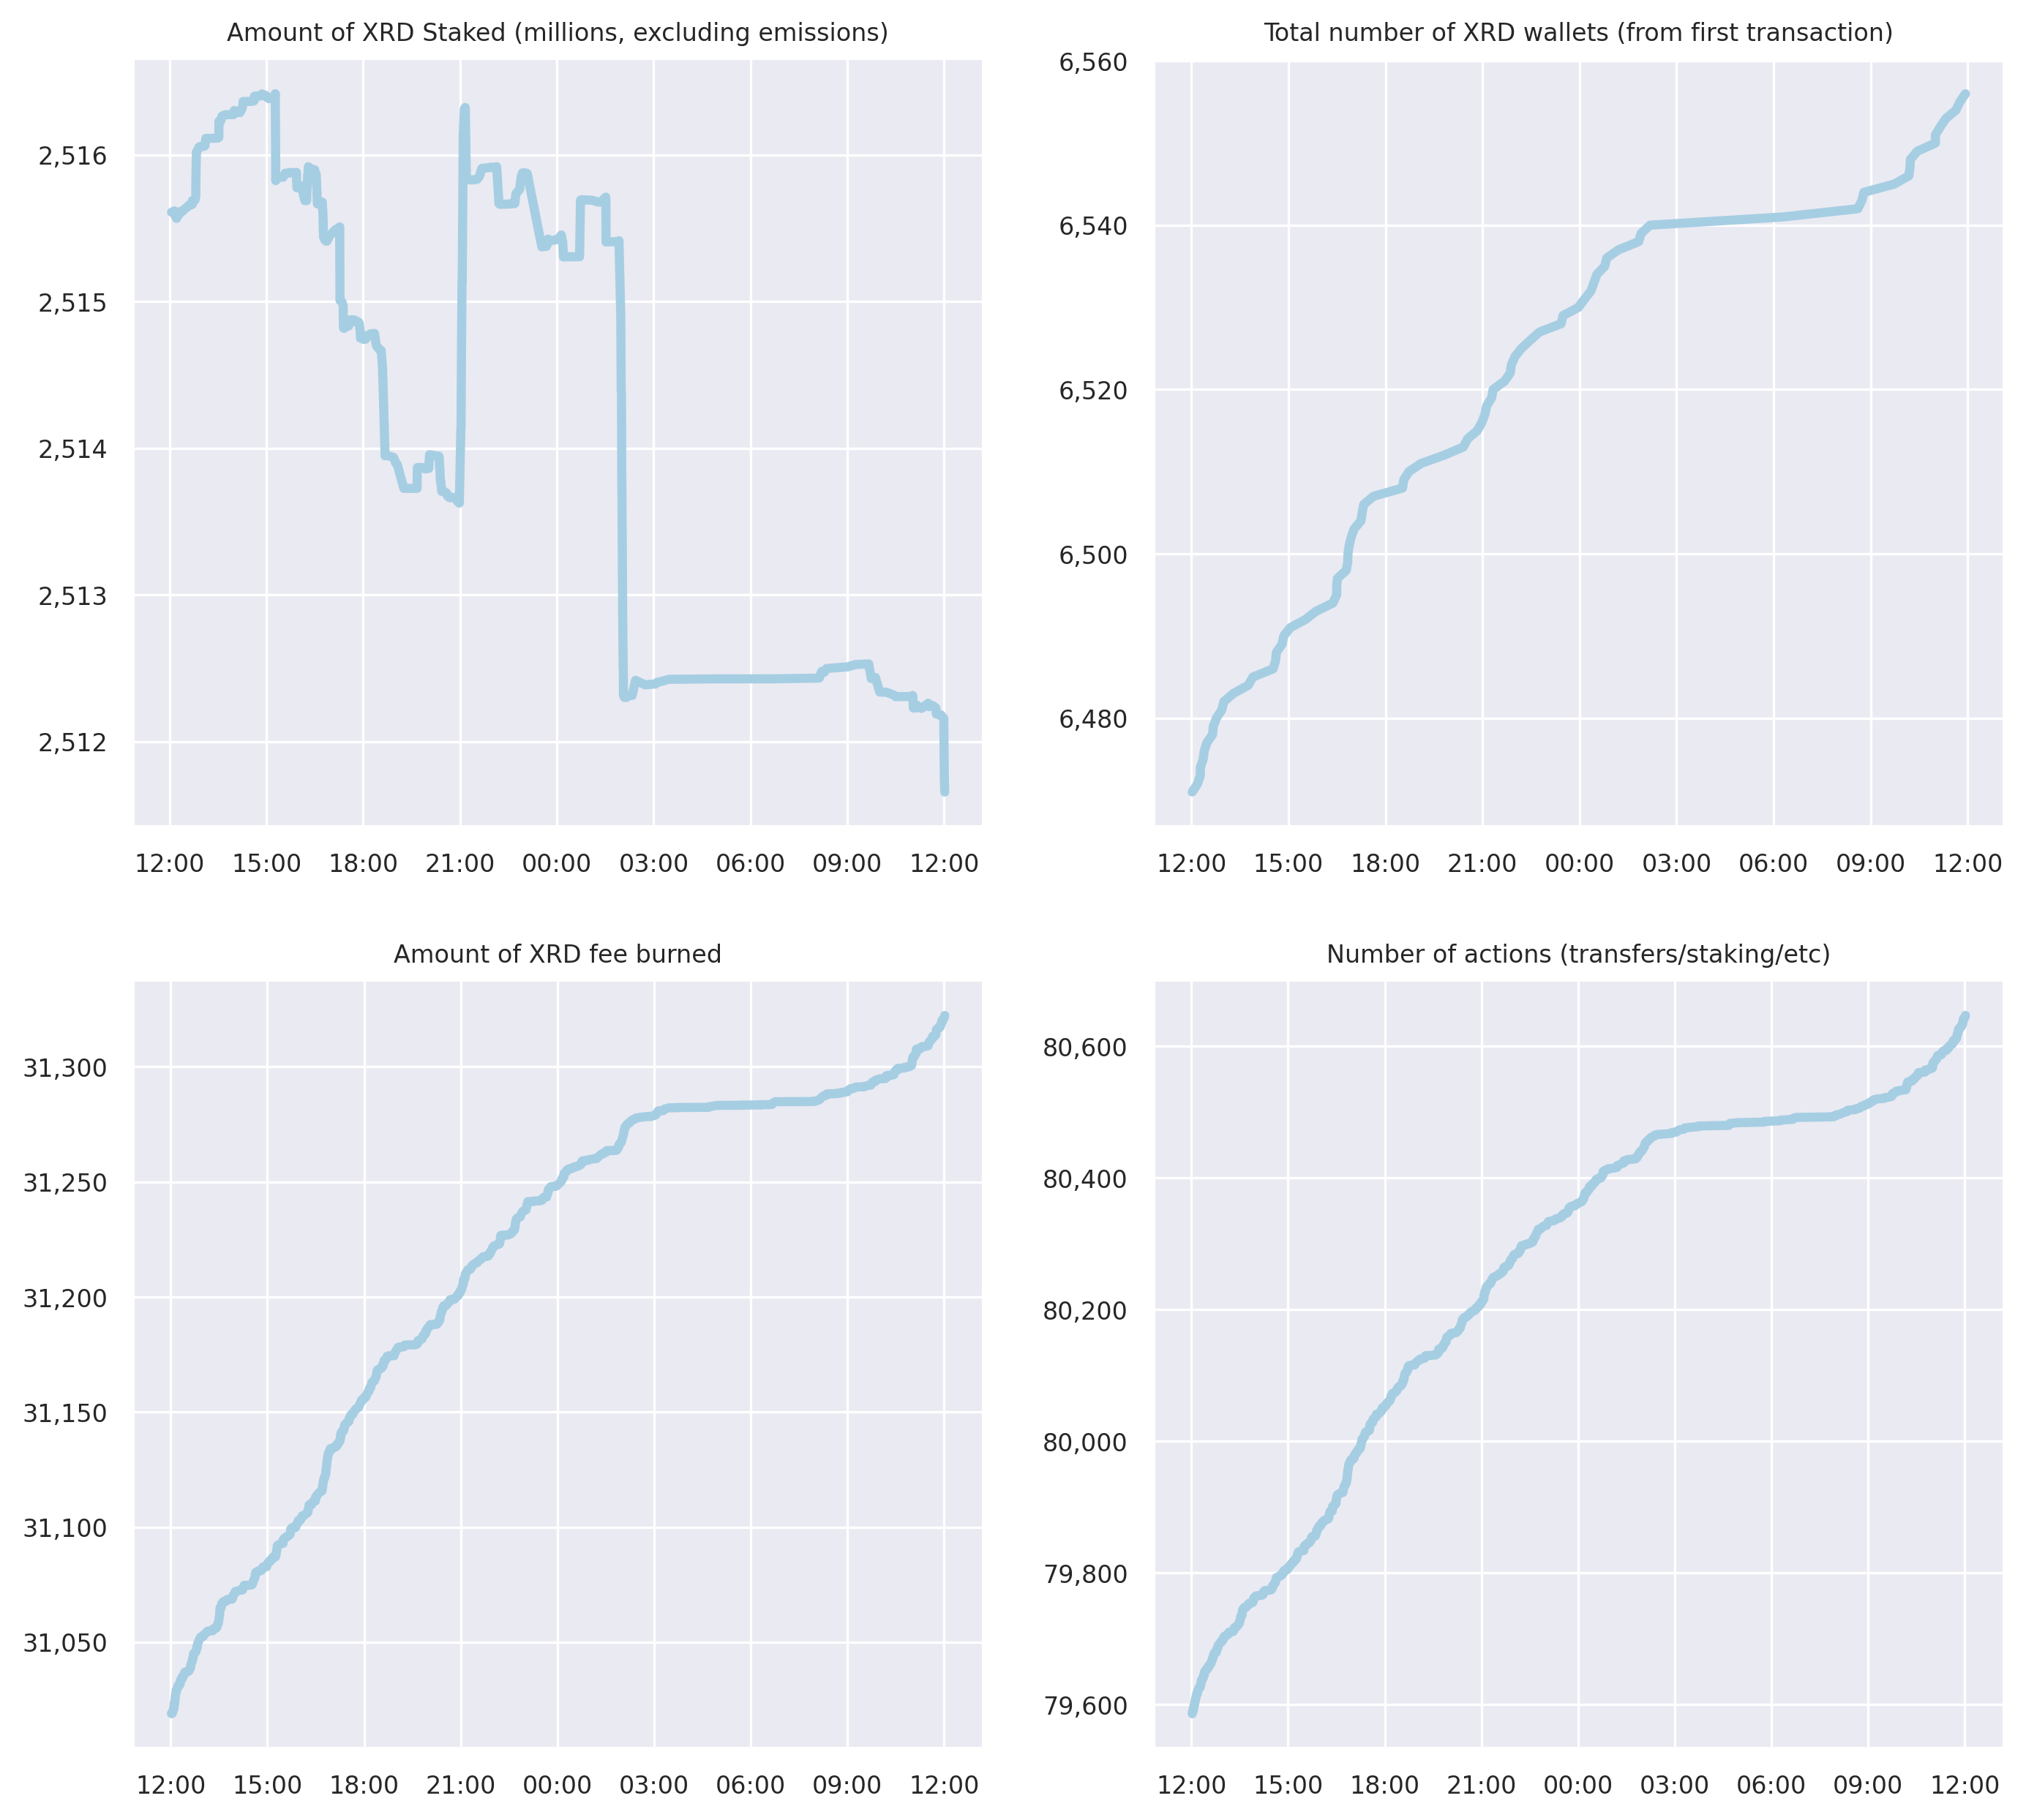 Amount of XRD Staked (millions, excluding emissions)
2,516
2,515
2,514
2,513
2,512
12:00 15:00 18:00 21:00 00:00 03:00 06:00 09:00 12:00
Total number of XRD wallets (from first transaction)
6,560
6,540
6,520
6,500
6,480
12:00 15:00 18:00 21:00 00:00 03:00 06:00 09:00 12:00
Amount of XRD fee burned
31,300
31,250
31,200
31,150
31,100
31,050
12:00 15:00 18:00 21:00 00:00 03:00 06:00 09:00 12:00
Number of actions (transfers/staking/etc)
80,600
80,400
80,200
80,000
79,800
79,600
12:00 15:00 18:00 21:00 00:00 03:00 06:00 09:00 12:00